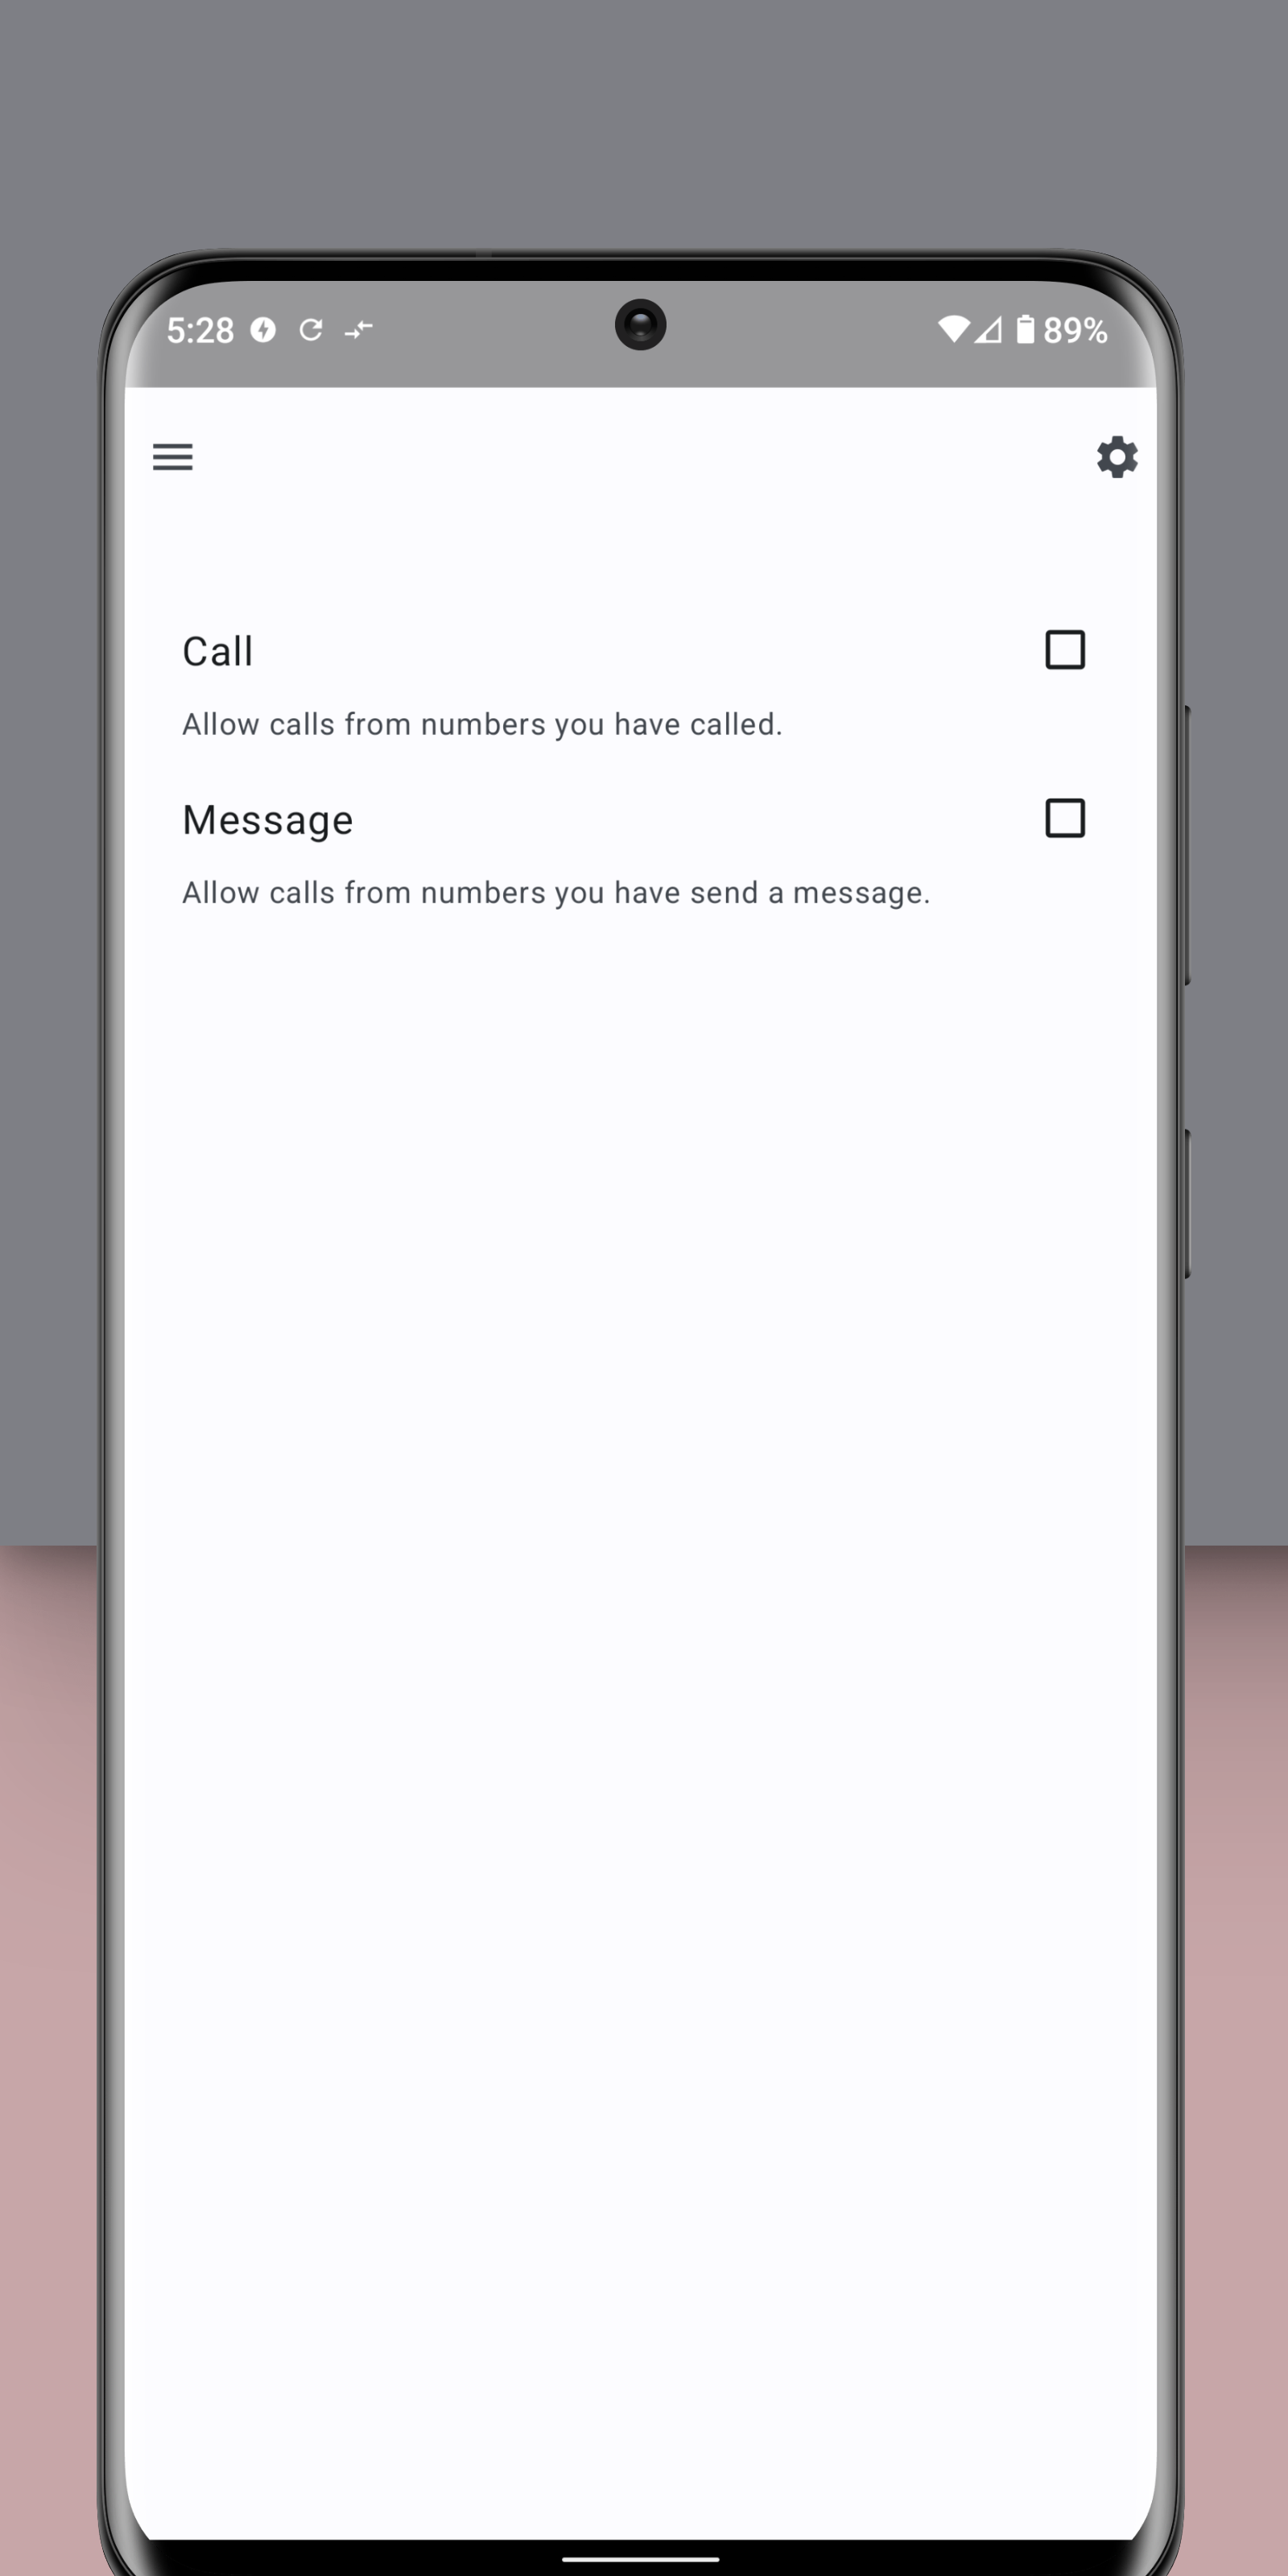 5:28
89%
Call
Allow calls from numbers you have called.
Message
Allow calls from numbers you have send a message.